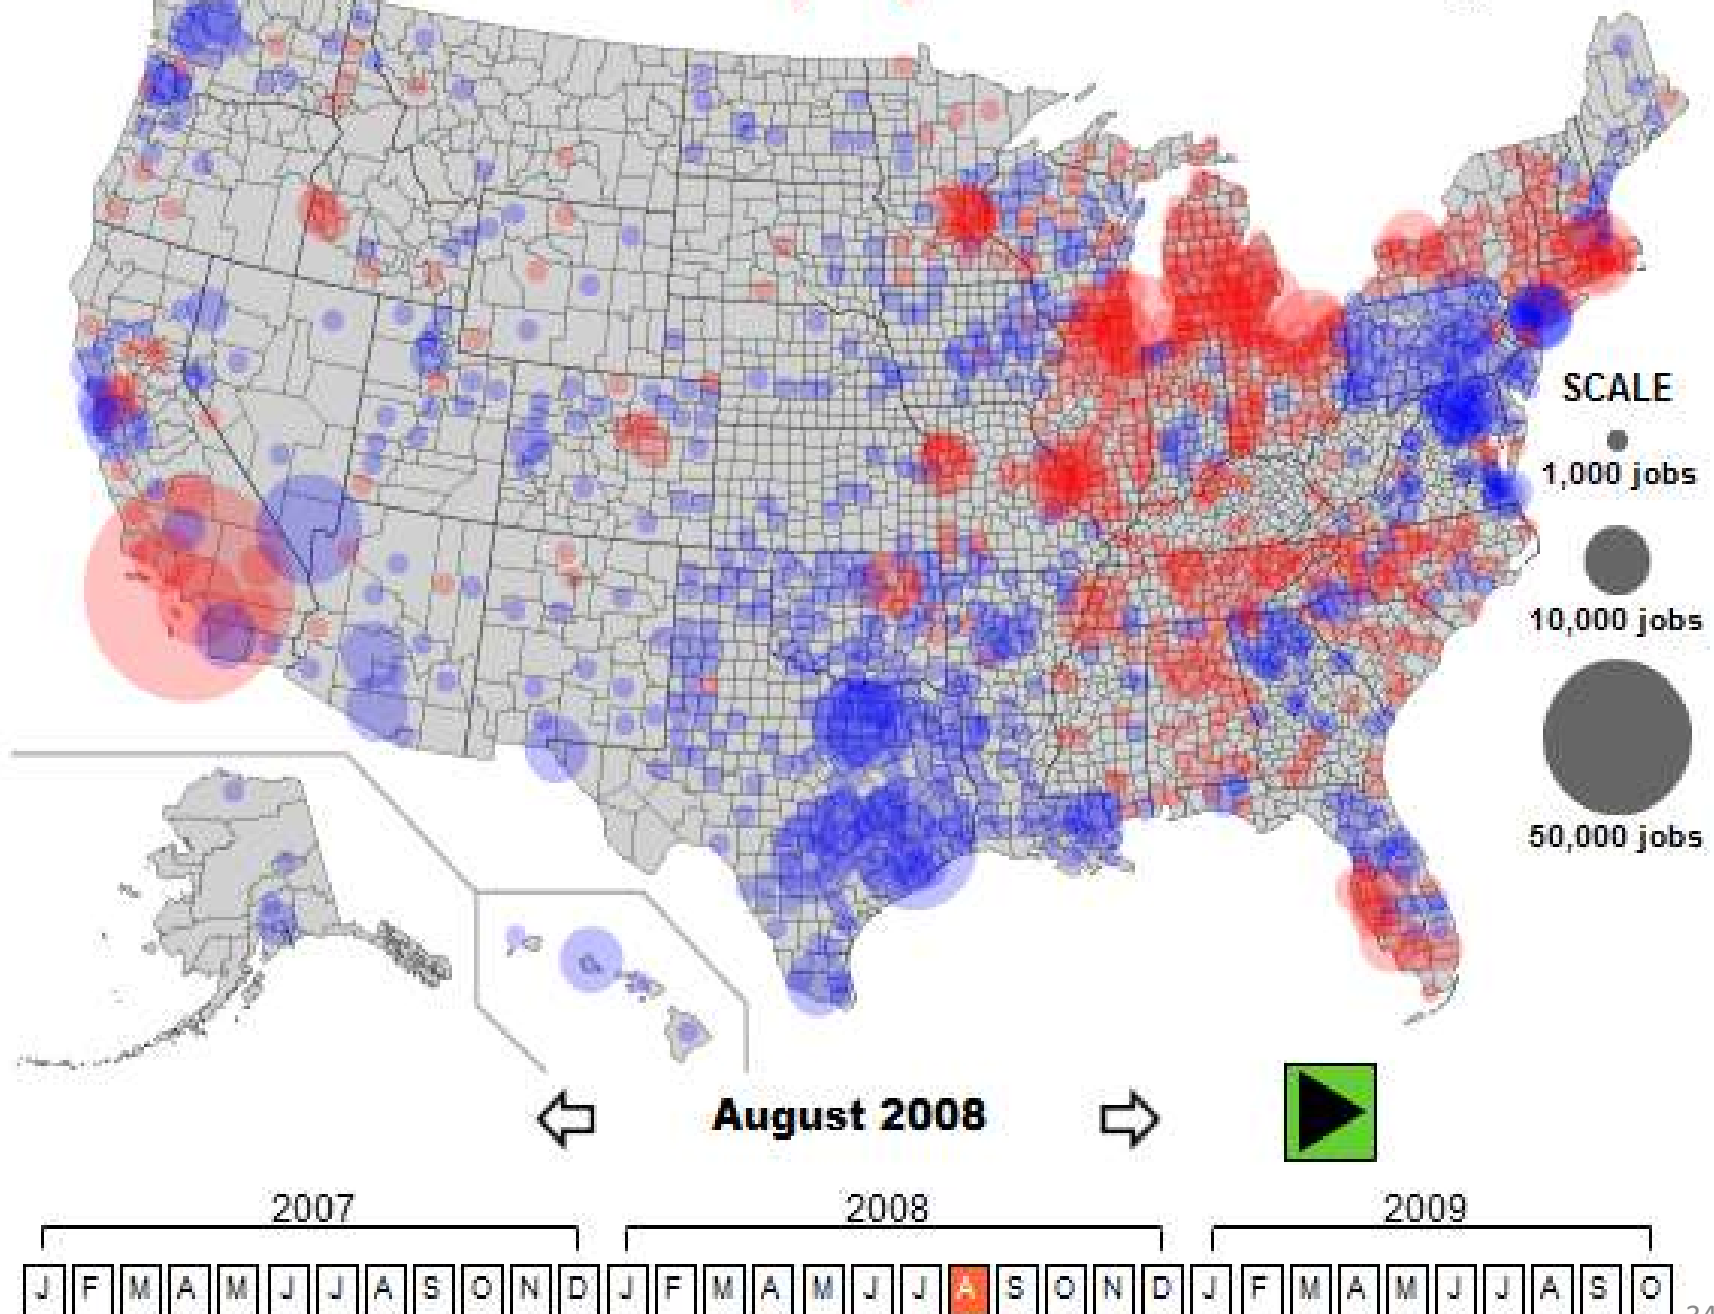 SCALE
1,000 jobs
10,000 jobs
50,000 jobs
August 2008
2007 2008 2009
J F M A M J J A S O N D J F M A M J J A S O N D J F M A M J J A S O